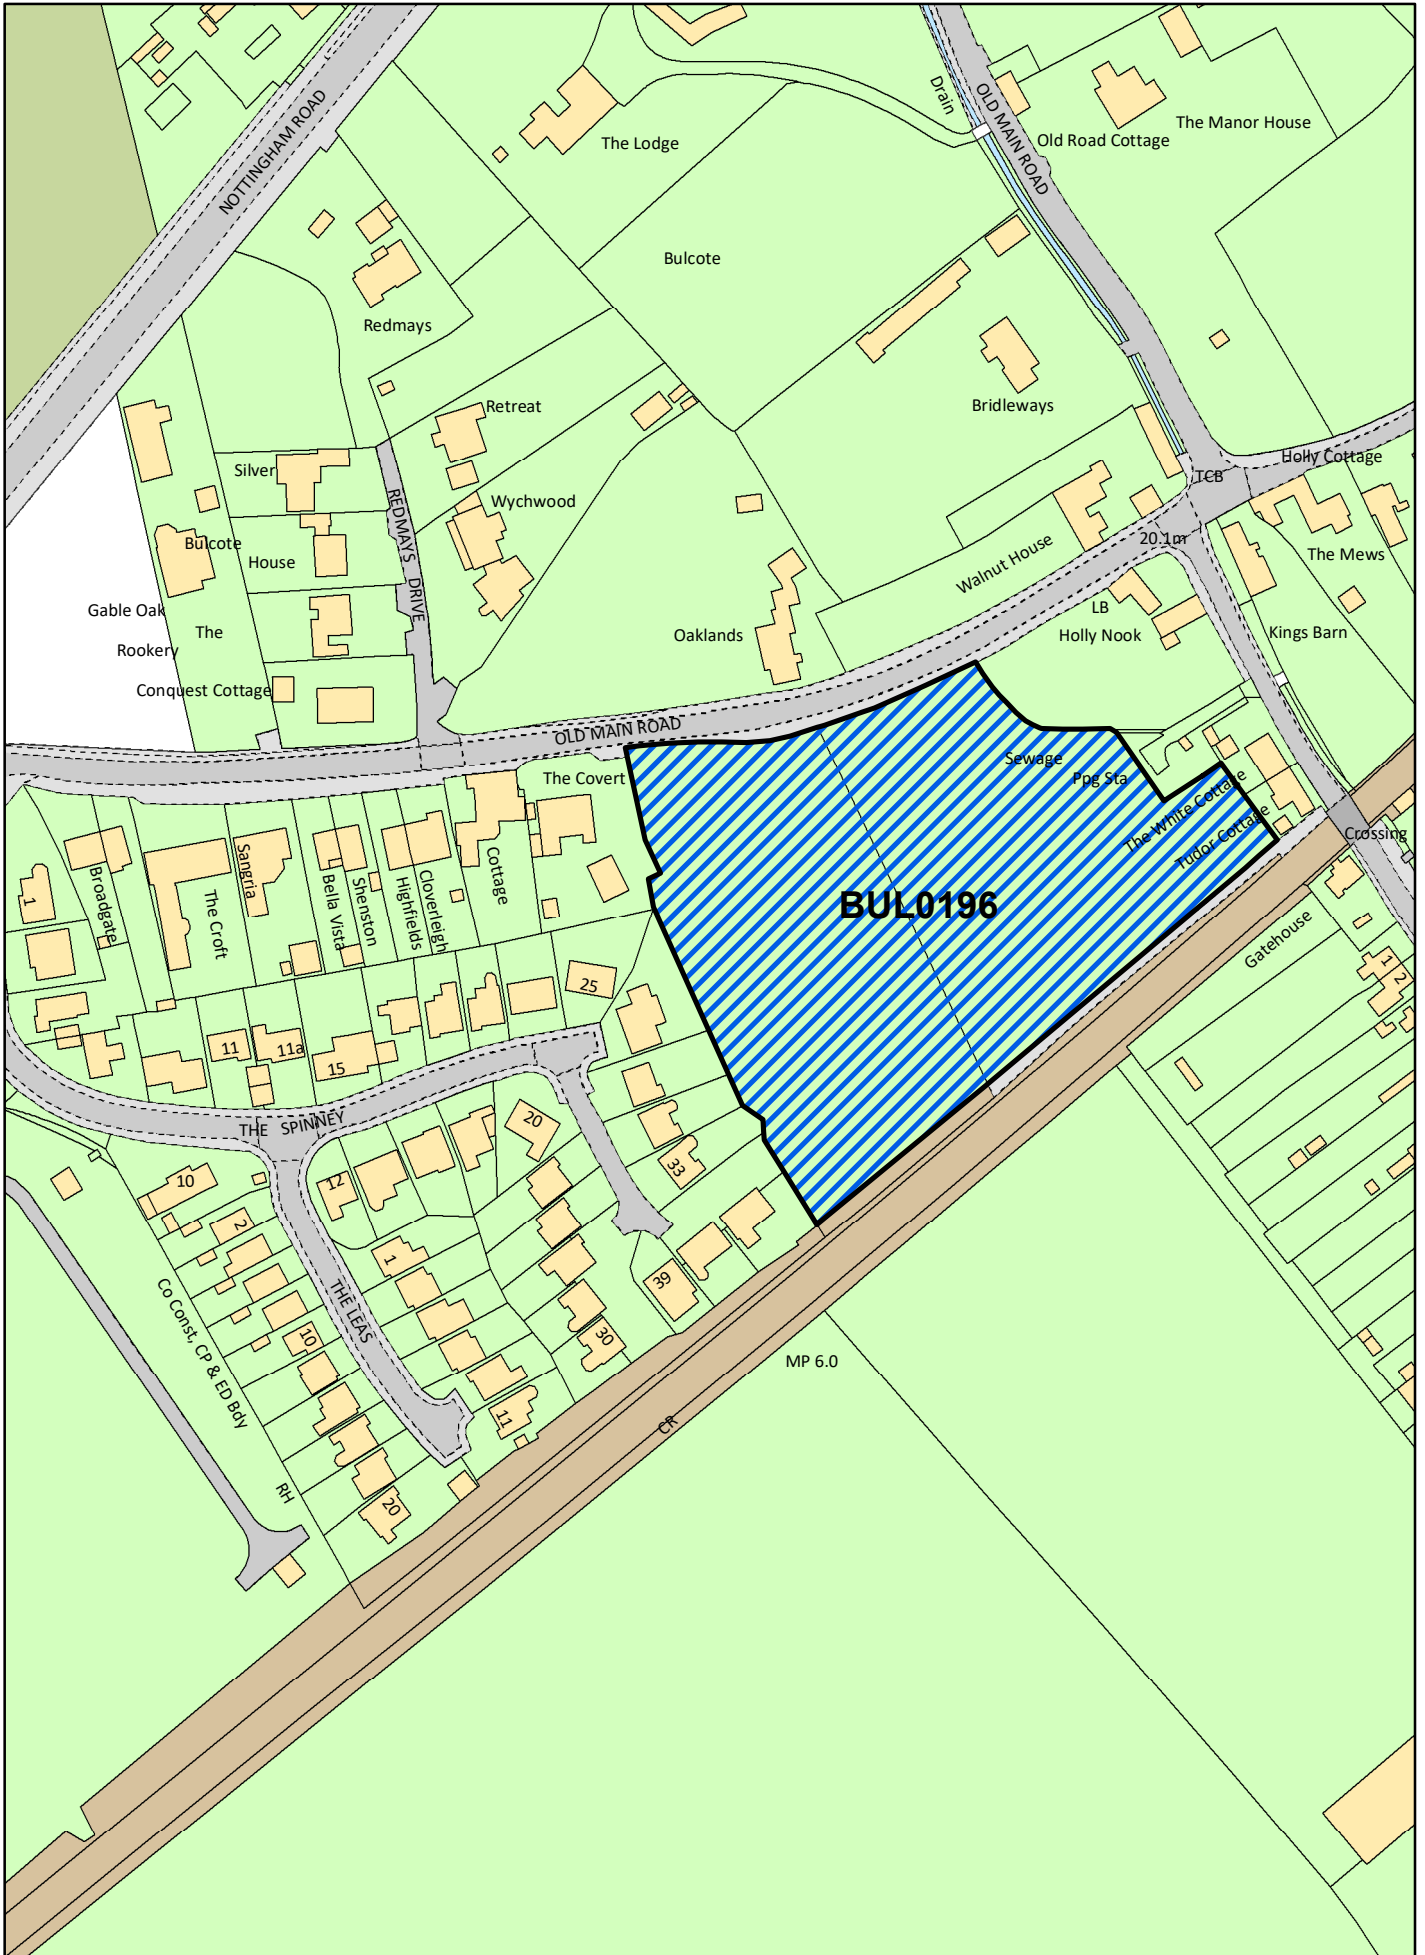 NOTTINGHAM ROAD
The Lodge
Drain
OLD MAIN ROAD
Old Road Cottage
The Manor House
Bulcote
Redmays
Retreat
Bridleways
Silver
REDMAYS DRIVE
Wychwood
TCB
Holly Cottage
Bulcote
House
20.1m
The Mews
Walnut House
Gable Oak
The
Rookery
LB
Holly Nook
Kings Barn
Oaklands
Conquest Cottage
OLD MAIN ROAD
The Covert
Sewage
Ppg Sta
The White Cottage
Tudor Cottage
Crossing
1
Broadgate
The Croft
Sangria
Bella Vista
Shenston
Highfields
Cloverleigh
Cottage
BUL0196
Gatehouse
1
2
25
11
11a
15
THE SPINNEY
20
33
10
12
2
1
39
Co Const, CP & ED Bdy
THE LEAS
10
30
MP 6.0
11
CR
RH
20